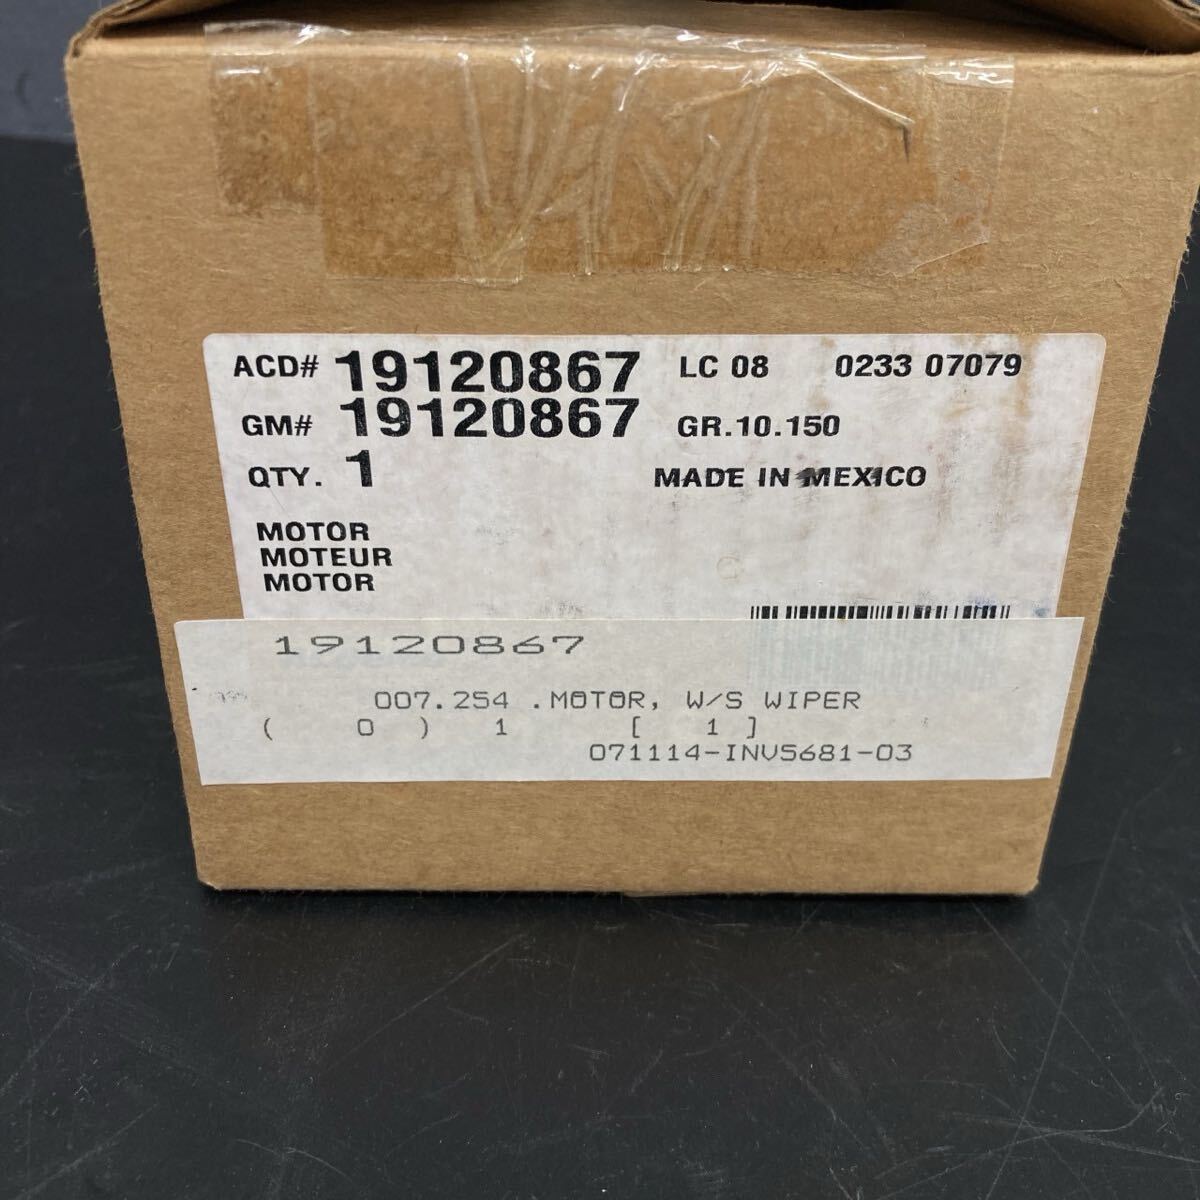 ACD# 19120867 LC 08 0233 07079
GM# 19120867 GR.10.150
QTY. 1 MADE IN MEXICO
MOTOR
MOTEUR
MOTOR
19120867
007.254 .MOTOR, W/S WIPER
( 0 ) 1 [ 1 ]
071114-INV5681-03